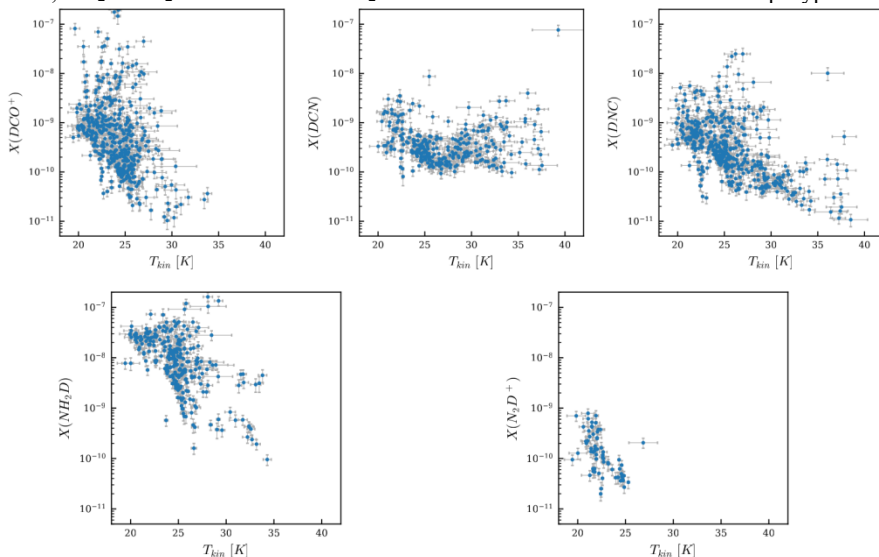 10⁻⁷ 10⁻⁷ 10⁻⁷
10⁻⁸ 10⁻⁸ 10⁻⁸
X(DCO⁺) X(DCN) X(DNC)
10⁻⁹ 10⁻⁹ 10⁻⁹
10⁻¹⁰ 10⁻¹⁰ 10⁻¹⁰
10⁻¹¹ 10⁻¹¹ 10⁻¹¹
20 25 30 35 40 20 25 30 35 40 20 25 30 35 40
T_kin [K] T_kin [K] T_kin [K]
10⁻⁷ 10⁻⁷
10⁻⁸ 10⁻⁸
X(NH₂D) X(N₂D⁺)
10⁻⁹ 10⁻⁹
10⁻¹⁰ 10⁻¹⁰
10⁻¹¹ 10⁻¹¹
20 25 30 35 40 20 25 30 35 40
T_kin [K] T_kin [K]